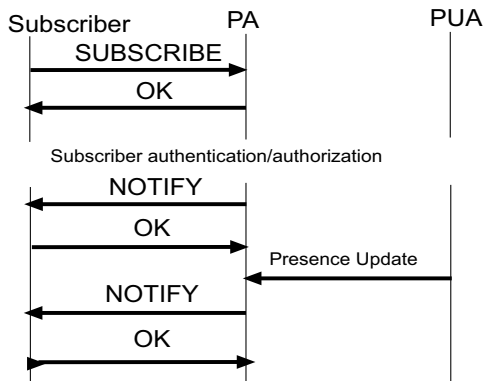 Subscriber PA PUA
SUBSCRIBE
OK
Subscriber authentication/authorization
NOTIFY
OK
Presence Update
NOTIFY
OK